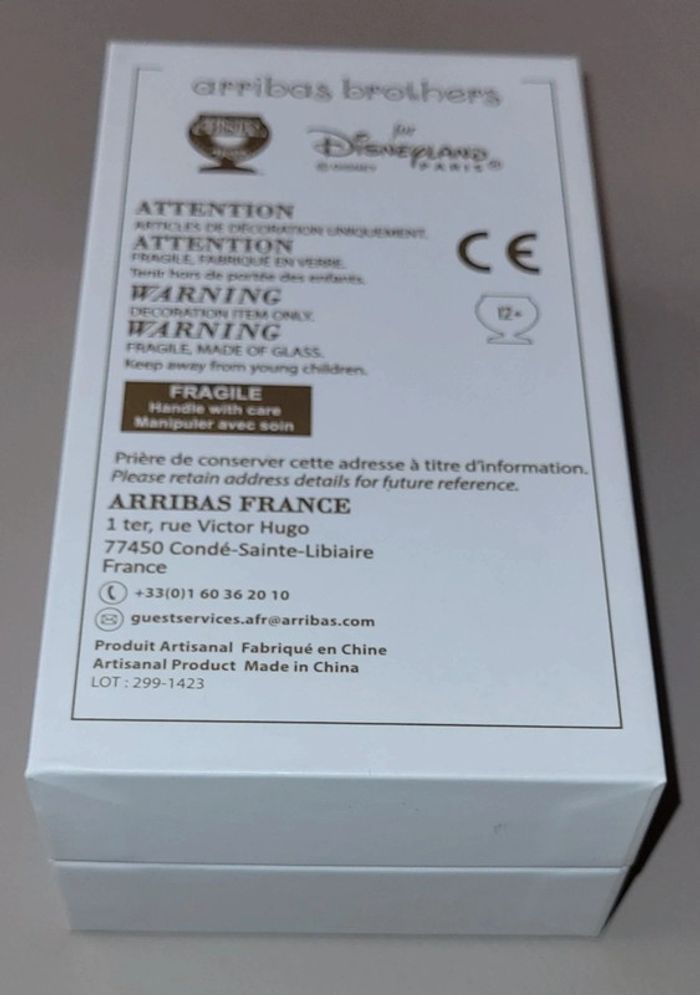 arribas brothers
for
DISNEYLAND
PARIS®
ATTENTION
ARTICLES DE DÉCORATION UNIQUEMENT.
ATTENTION
FRAGILE, FABRIQUÉ EN VERRE.
Tenir hors de portée des enfants.
CE
WARNING
DECORATION ITEM ONLY.
WARNING
FRAGILE, MADE OF GLASS.
Keep away from young children.
12+
FRAGILE
Handle with care
Manipuler avec soin
Prière de conserver cette adresse à titre d'information.
Please retain address details for future reference.
ARRIBAS FRANCE
1 ter, rue Victor Hugo
77450 Condé-Sainte-Libiaire
France
+33(0)1 60 36 20 10
guestservices.afr@arribas.com
Produit Artisanal Fabriqué en Chine
Artisanal Product Made in China
LOT : 299-1423